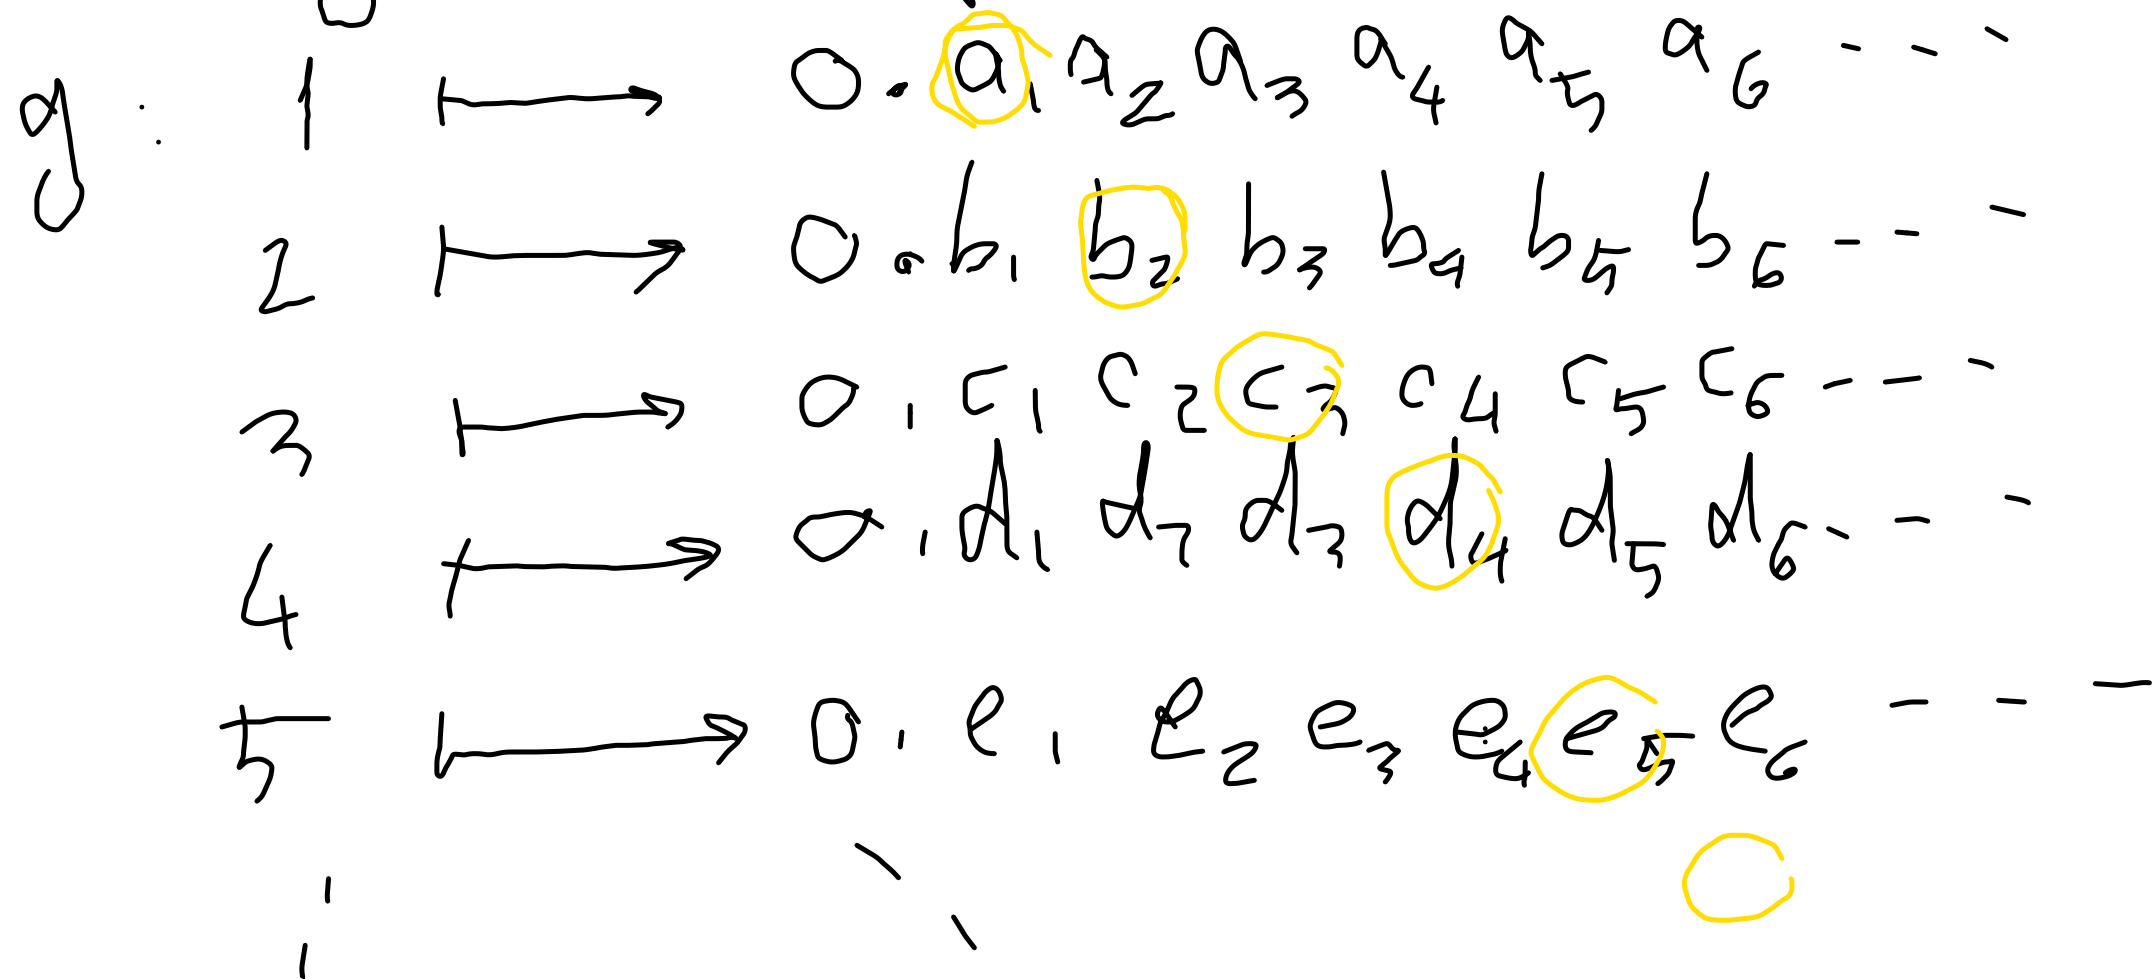 g: 1 ↦ 0.a₁ a₂ a₃ a₄ a₅ a₆ - - -
2 ↦ 0.b₁ b₂ b₃ b₄ b₅ b₆ - - -
3 ↦ 0.c₁ c₂ c₃ c₄ c₅ c₆ - - -
4 ↦ 0.d₁ d₂ d₃ d₄ d₅ d₆ - - -
5 ↦ 0.e₁ e₂ e₃ e₄ e₅ e₆ - - -